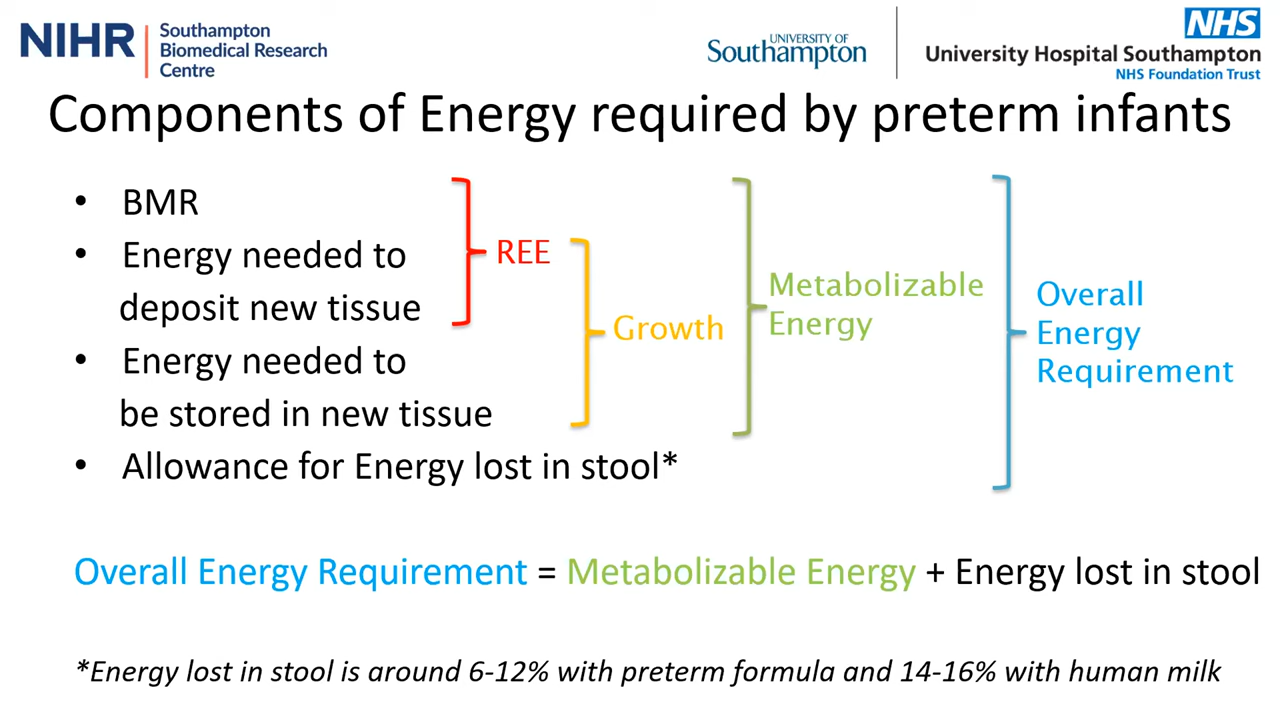 NIHR
Southampton
Biomedical Research
Centre
UNIVERSITY OF
Southampton
NHS
University Hospital Southampton
NHS Foundation Trust
Components of Energy required by preterm infants
• BMR
• Energy needed to
deposit new tissue
• Energy needed to
be stored in new tissue
• Allowance for Energy lost in stool*
REE
Growth
Metabolizable
Energy
Overall
Energy
Requirement
Overall Energy Requirement = Metabolizable Energy + Energy lost in stool
*Energy lost in stool is around 6-12% with preterm formula and 14-16% with human milk